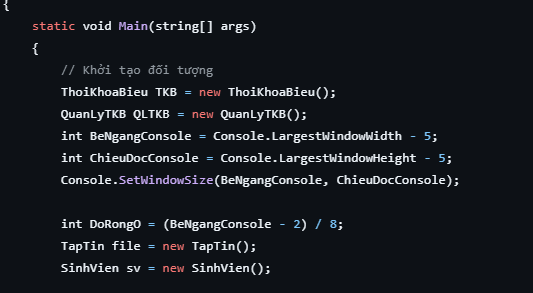 {
static void Main(string[] args)
{
// Khởi tạo đối tượng
ThoiKhoaBieu TKB = new ThoiKhoaBieu();
QuanLyTKB QLTKB = new QuanLyTKB();
int BeNgangConsole = Console.LargestWindowWidth - 5;
int ChieuDocConsole = Console.LargestWindowHeight - 5;
Console.SetWindowSize(BeNgangConsole, ChieuDocConsole);
int DoRongO = (BeNgangConsole - 2) / 8;
TapTin file = new TapTin();
SinhVien sv = new SinhVien();